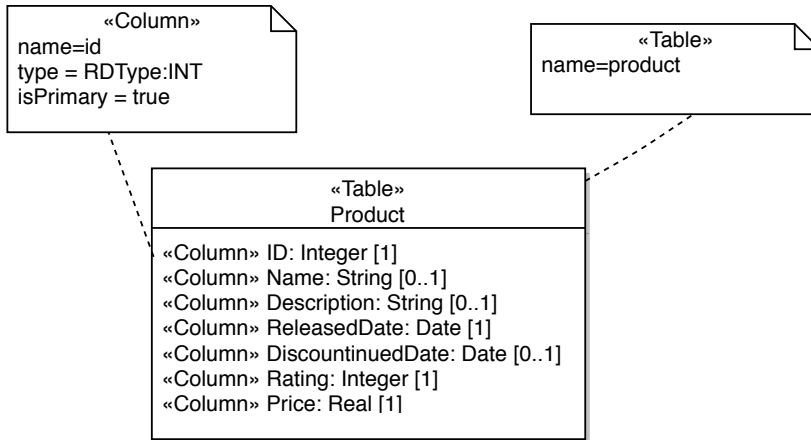 «Column»
name=id
type = RDType:INT
isPrimary = true
«Table»
name=product
«Table»
Product
«Column» ID: Integer [1]
«Column» Name: String [0..1]
«Column» Description: String [0..1]
«Column» ReleasedDate: Date [1]
«Column» DiscountinuedDate: Date [0..1]
«Column» Rating: Integer [1]
«Column» Price: Real [1]